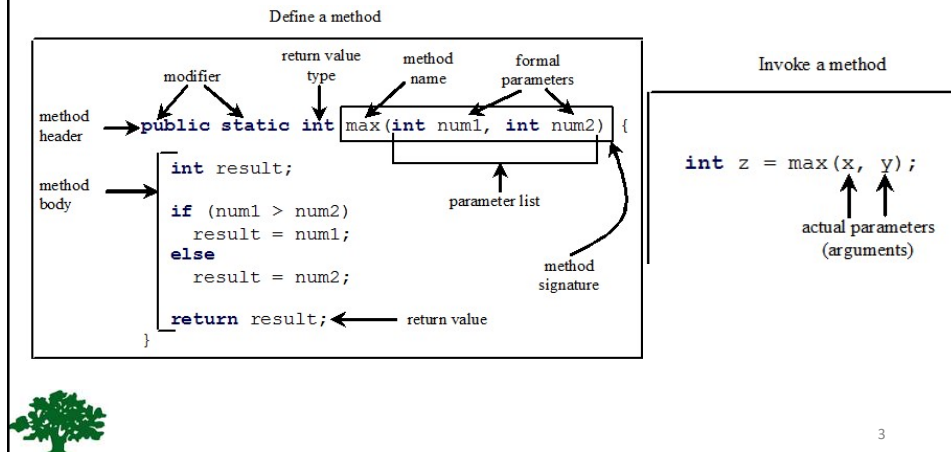 Define a method
modifier
return value
type
method
name
formal
parameters
method
header
public static int max(int num1, int num2) {
method
body
int result;
parameter list
if (num1 > num2)
result = num1;
else
result = num2;
method
signature
return result;
return value
}
Invoke a method
int z = max(x, y);
actual parameters
(arguments)
3